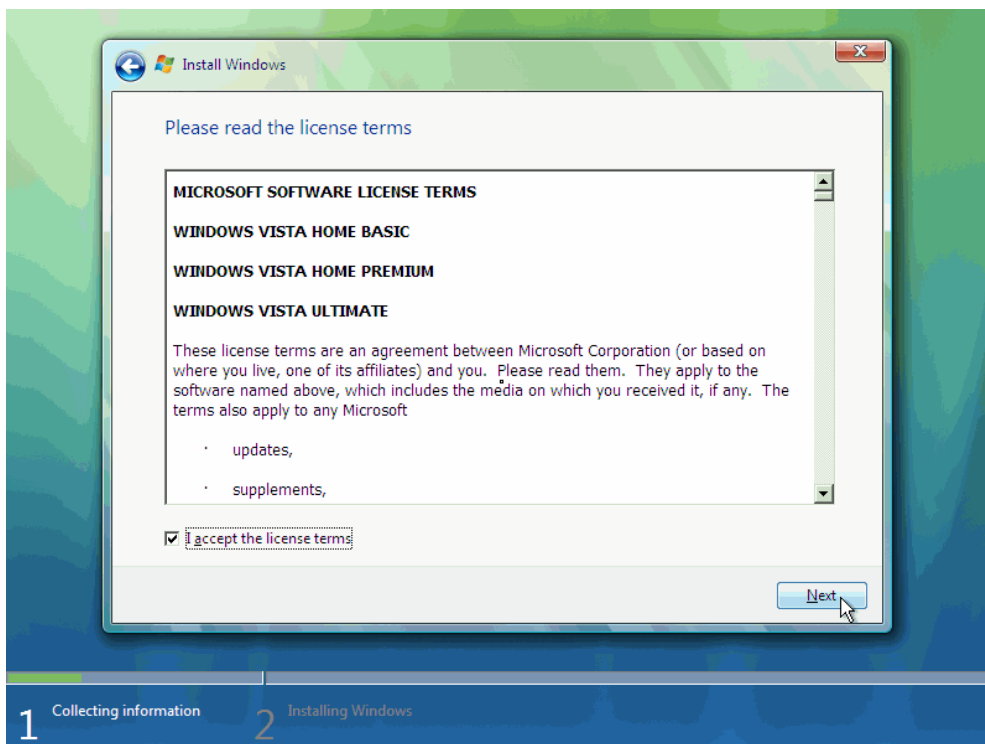 Install Windows
Please read the license terms
MICROSOFT SOFTWARE LICENSE TERMS
WINDOWS VISTA HOME BASIC
WINDOWS VISTA HOME PREMIUM
WINDOWS VISTA ULTIMATE
These license terms are an agreement between Microsoft Corporation (or based on
where you live, one of its affiliates) and you.  Please read them.  They apply to the
software named above, which includes the media on which you received it, if any.  The
terms also apply to any Microsoft
· updates,
· supplements,
I accept the license terms
Next
1 Collecting information 2 Installing Windows